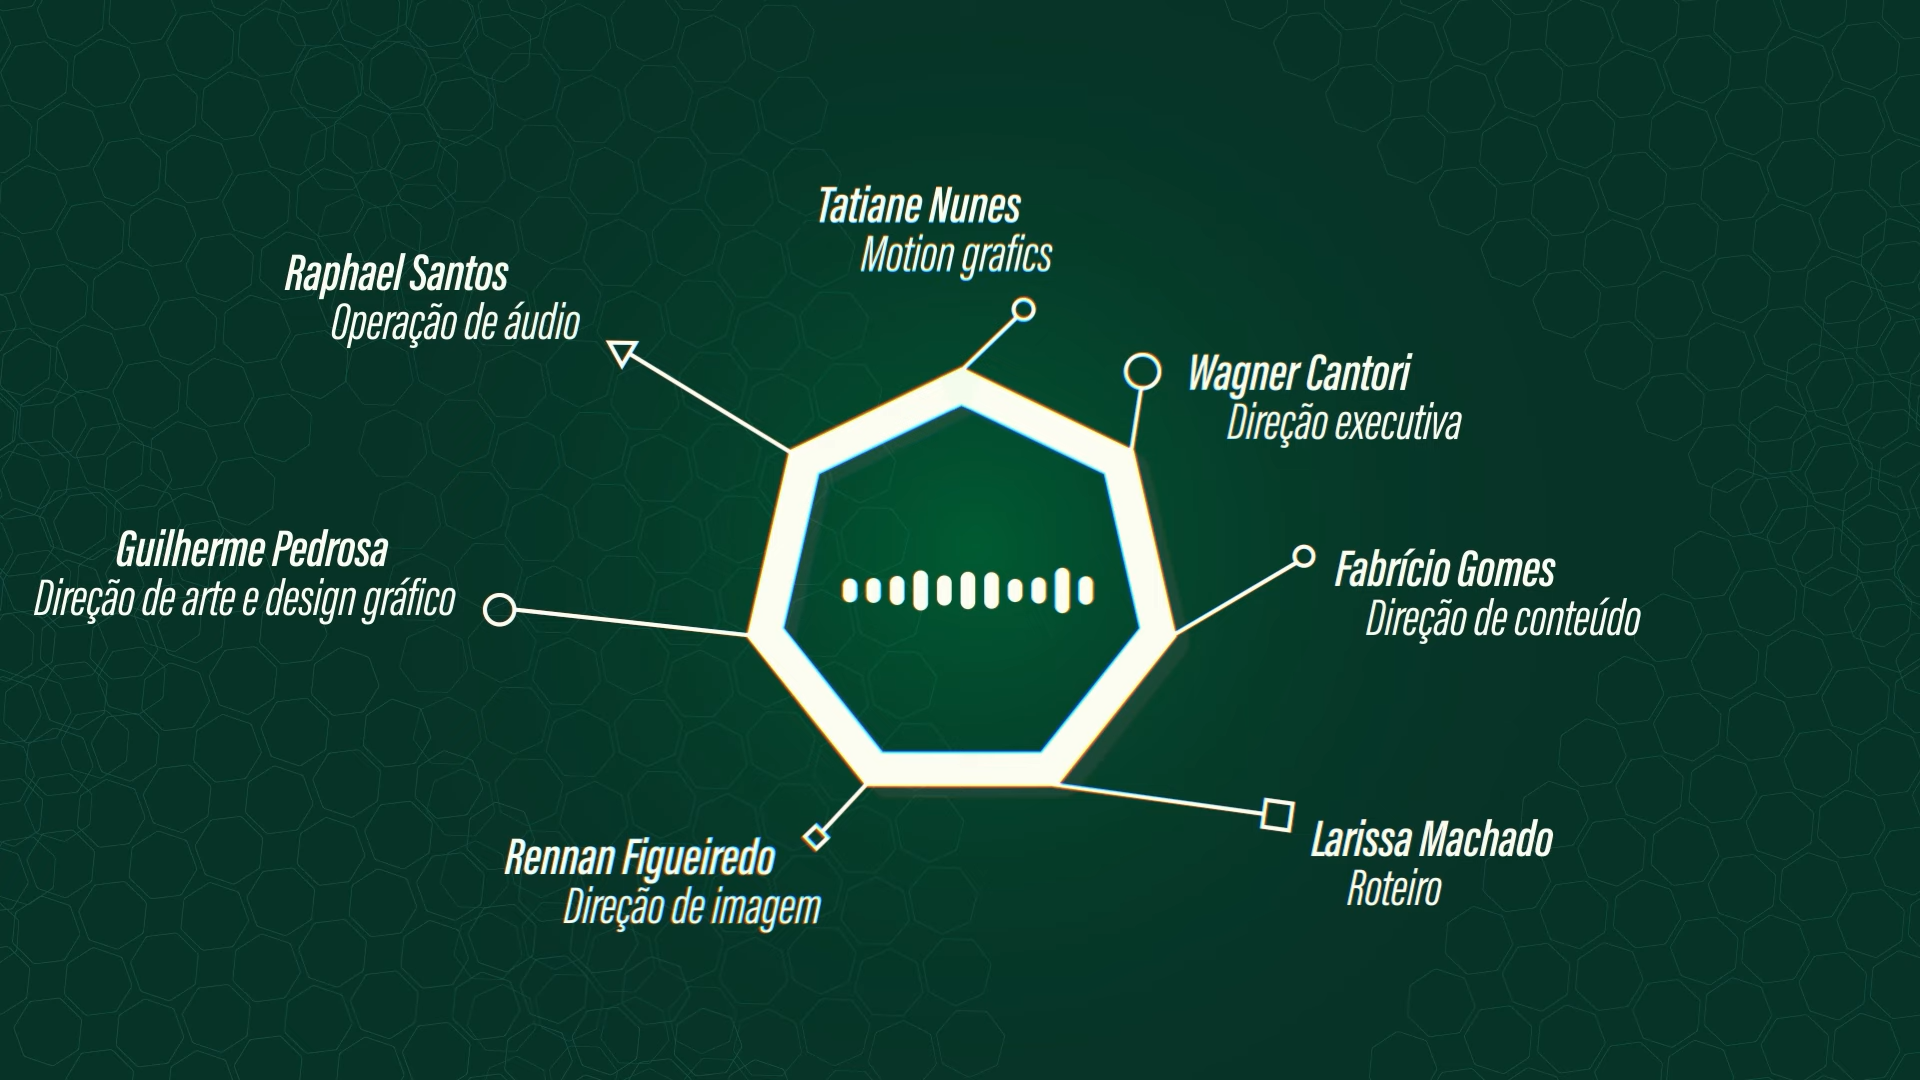 Tatiane Nunes
Motion grafics
Raphael Santos
Operação de áudio
Wagner Cantori
Direção executiva
Guilherme Pedrosa
Direção de arte e design gráfico
Fabrício Gomes
Direção de conteúdo
Rennan Figueiredo
Direção de imagem
Larissa Machado
Roteiro